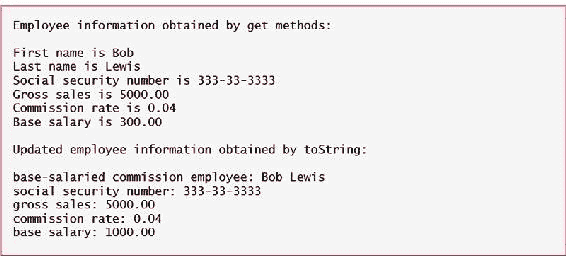 Employee information obtained by get methods:
First name is Bob
Last name is Lewis
Social security number is 333-33-3333
Gross sales is 5000.00
Commission rate is 0.04
Base salary is 300.00
Updated employee information obtained by toString:
base-salaried commission employee: Bob Lewis
social security number: 333-33-3333
gross sales: 5000.00
commission rate: 0.04
base salary: 1000.00